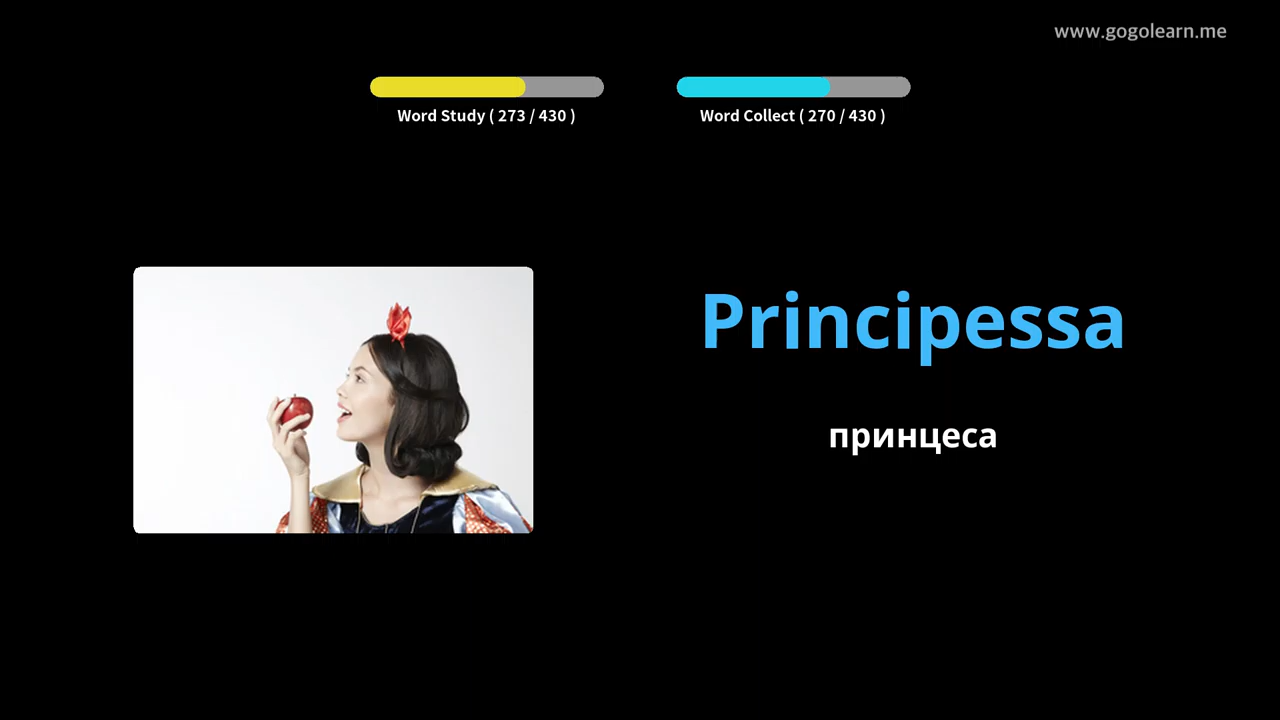 www.gogolearn.me
Word Study ( 273 / 430 )
Word Collect ( 270 / 430 )
Principessa
принцеса